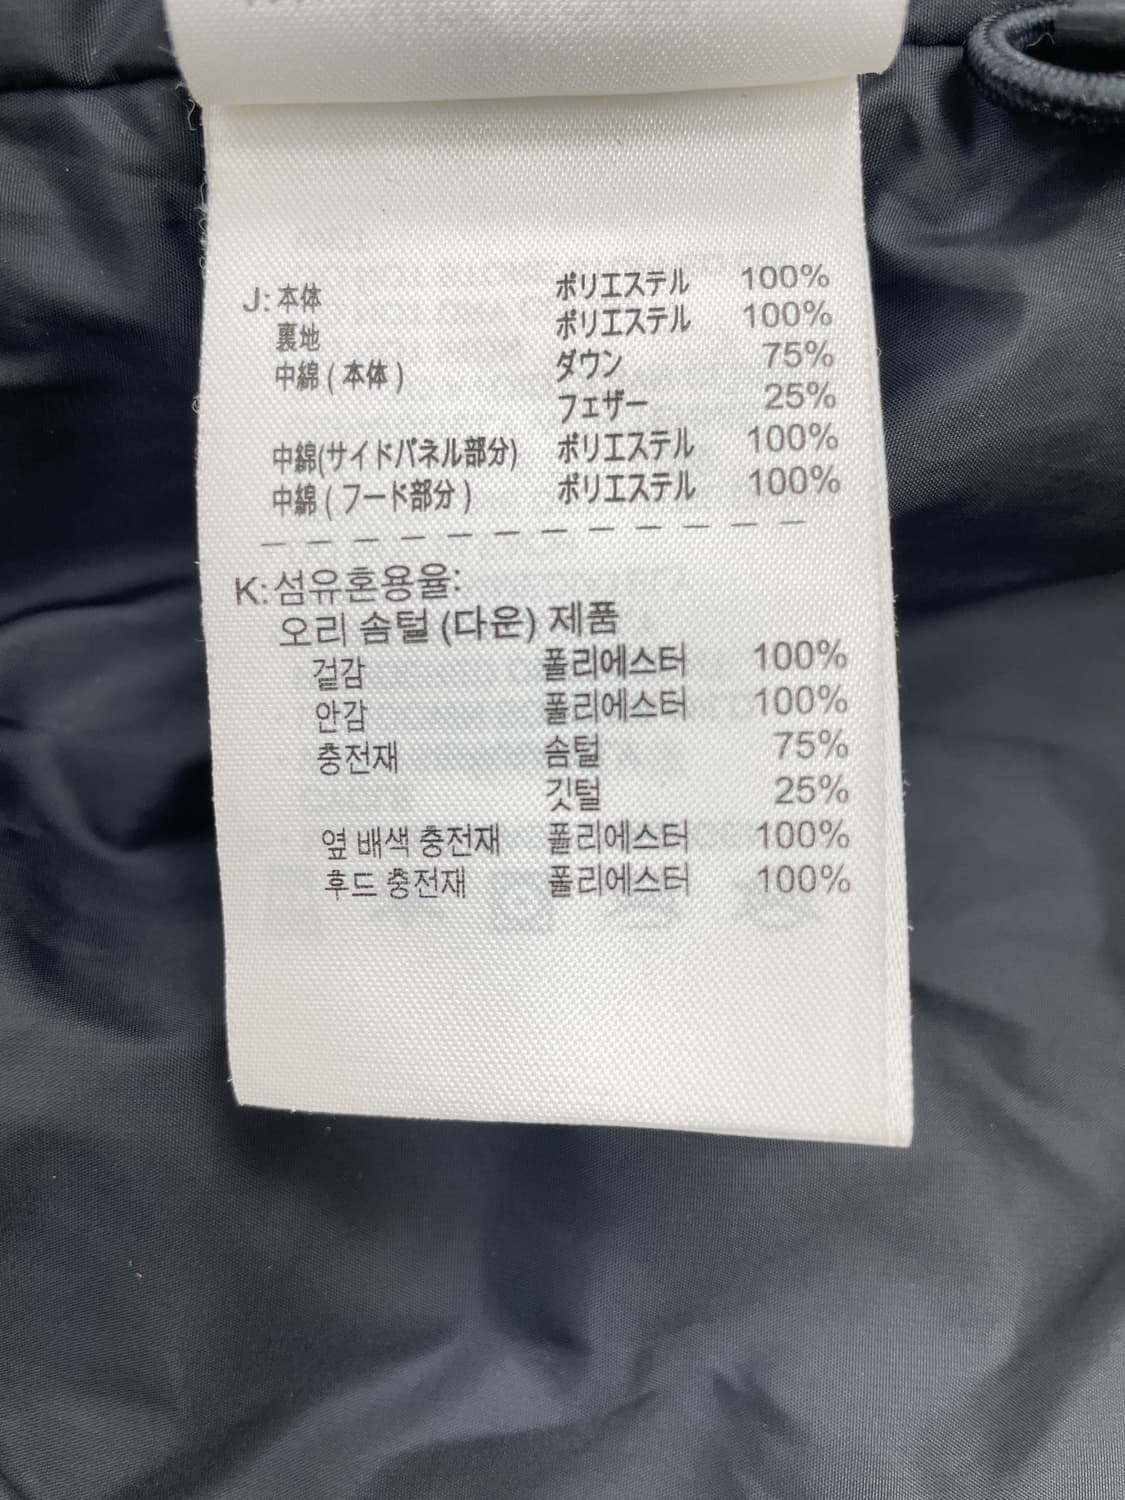 J: 本体 ポリエステル 100%
裏地 ポリエステル 100%
中綿 ( 本体 ) ダウン 75%
フェザー 25%
中綿(サイドパネル部分) ポリエステル 100%
中綿 ( フード部分 ) ポリエステル 100%
K: 섬유혼용율:
오리 솜털 (다운) 제품
겉감 폴리에스터 100%
안감 폴리에스터 100%
충전재 솜털 75%
깃털 25%
옆 배색 충전재 폴리에스터 100%
후드 충전재 폴리에스터 100%